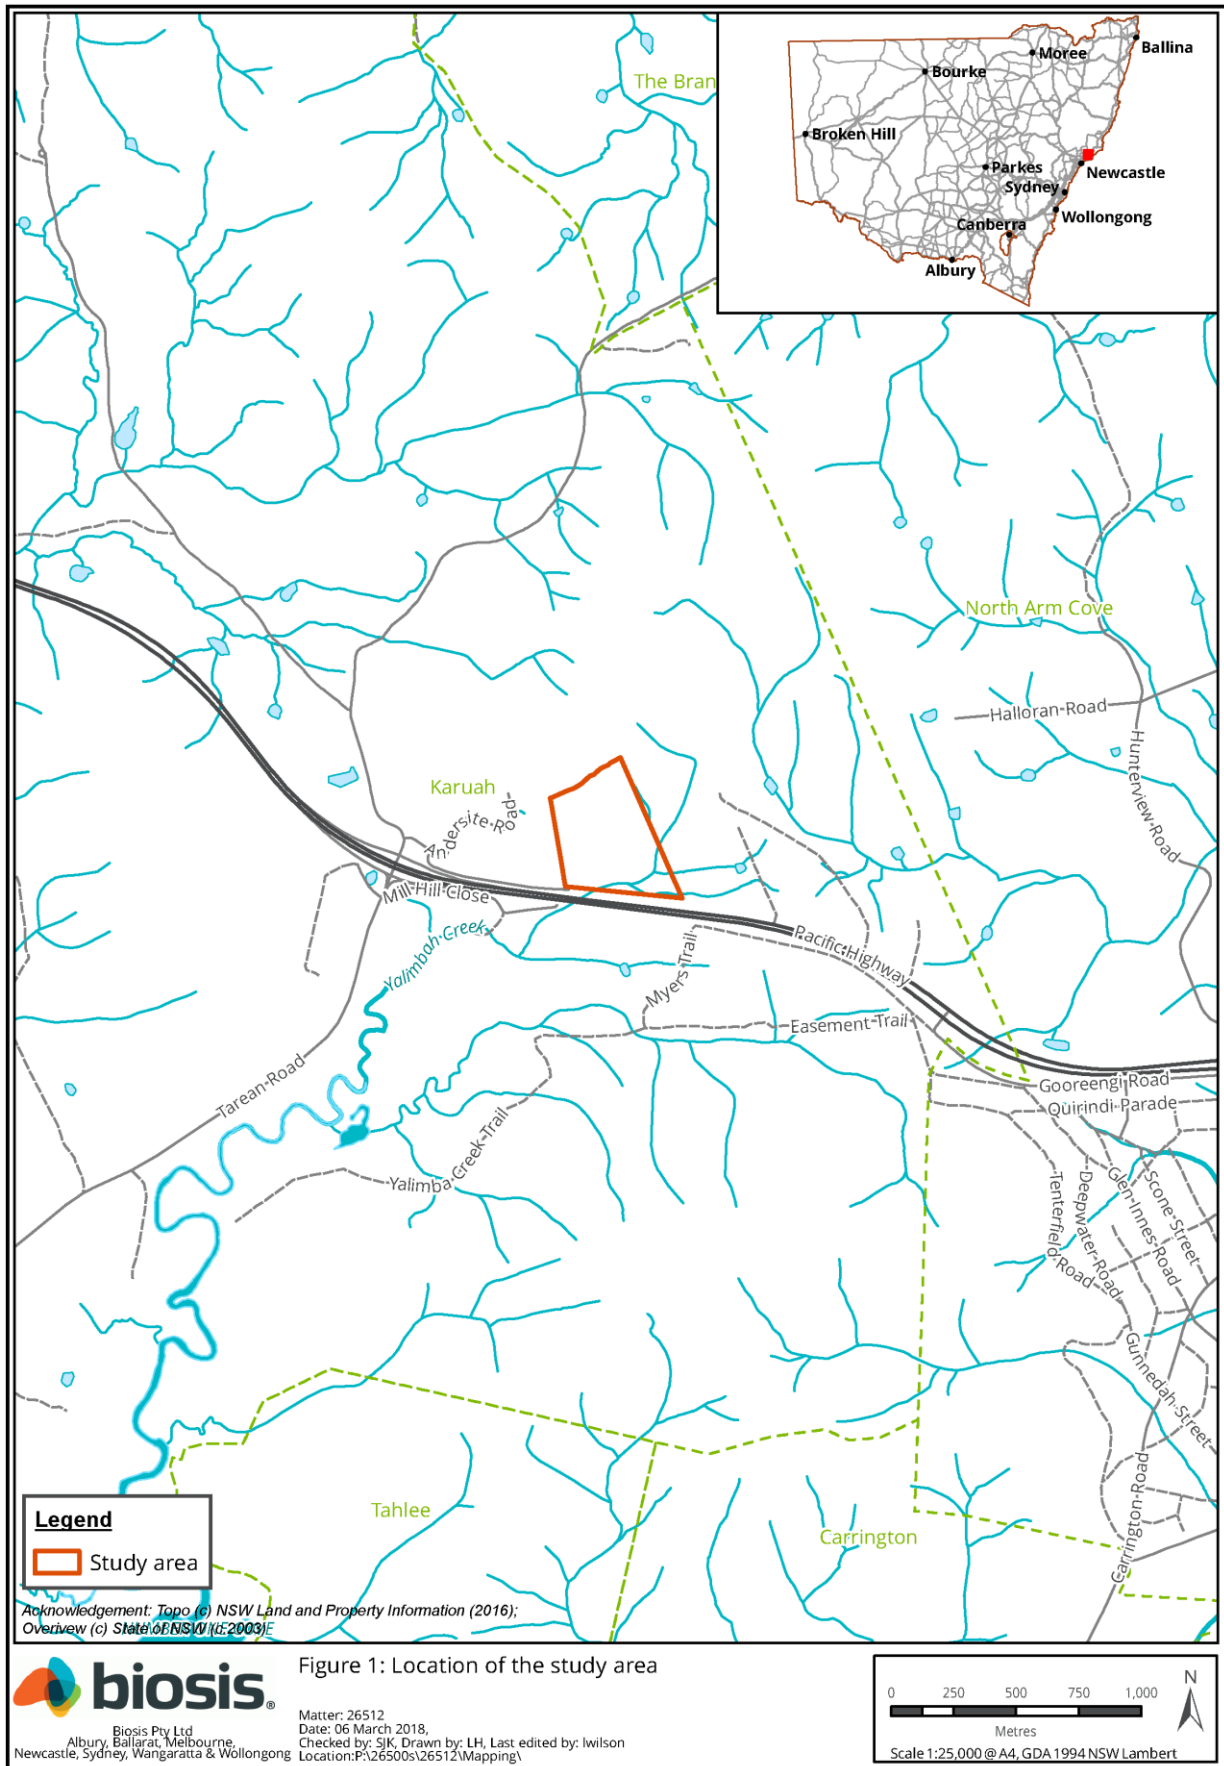 The Bran
Moree
Ballina
Bourke
Broken Hill
Parkes
Newcastle
Sydney
Wollongong
Canberra
Albury
North Arm Cove
Halloran Road
Hunterview Road
Karuah
Andersite Road
Mill Hill Close
Yalimbah Creek
Pacific Highway
Myers Trail
Easement Trail
Tarean Road
Gooreengi Road
Quirindi Parade
Yalimba Creek Trail
Tenterfield Road
Deepwater Road
Glen Innes Road
Scone Street
Gunnedah Street
Carrington Road
Tahlee
Carrington
Legend
Study area
Acknowledgement: Topo (c) NSW Land and Property Information (2016);
Overivew (c) State of NSW (c.2003)
biosis®
Biosis Pty Ltd
Albury, Ballarat, Melbourne,
Newcastle, Sydney, Wangaratta & Wollongong
Figure 1: Location of the study area
Matter: 26512
Date: 06 March 2018,
Checked by: SJK, Drawn by: LH, Last edited by: lwilson
Location:P:\26500s\26512\Mapping\
0 250 500 750 1,000
Metres
N
Scale 1:25,000 @ A4, GDA 1994 NSW Lambert